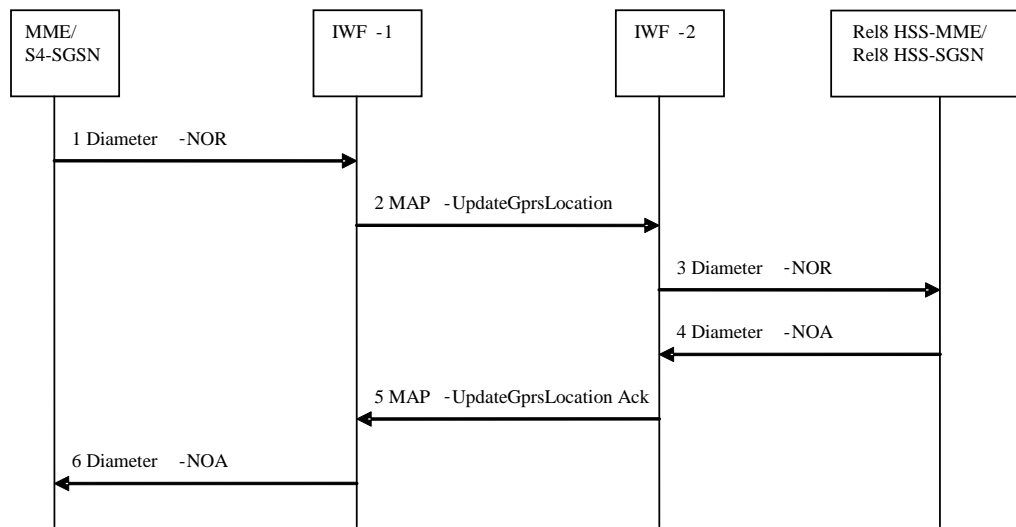 MME/
S4-SGSN
IWF -1
IWF -2
Rel8 HSS-MME/
Rel8 HSS-SGSN
1 Diameter -NOR
2 MAP -UpdateGprsLocation
3 Diameter -NOR
4 Diameter -NOA
5 MAP -UpdateGprsLocation Ack
6 Diameter -NOA